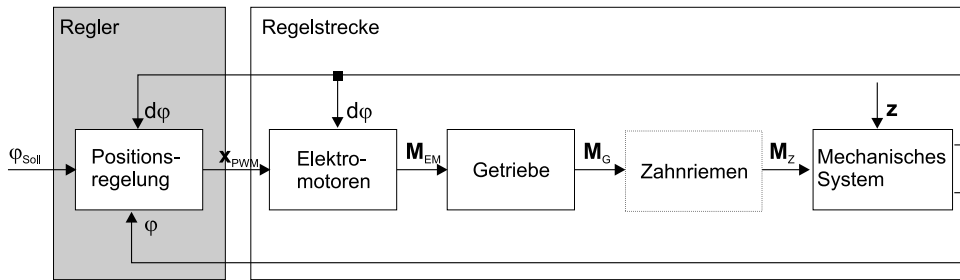 Regler
Regelstrecke
dφ
dφ
z
φSoll
Positions-
regelung
xPWM
Elektro-
motoren
MEM
Getriebe
MG
Zahnriemen
MZ
Mechanisches
System
φ